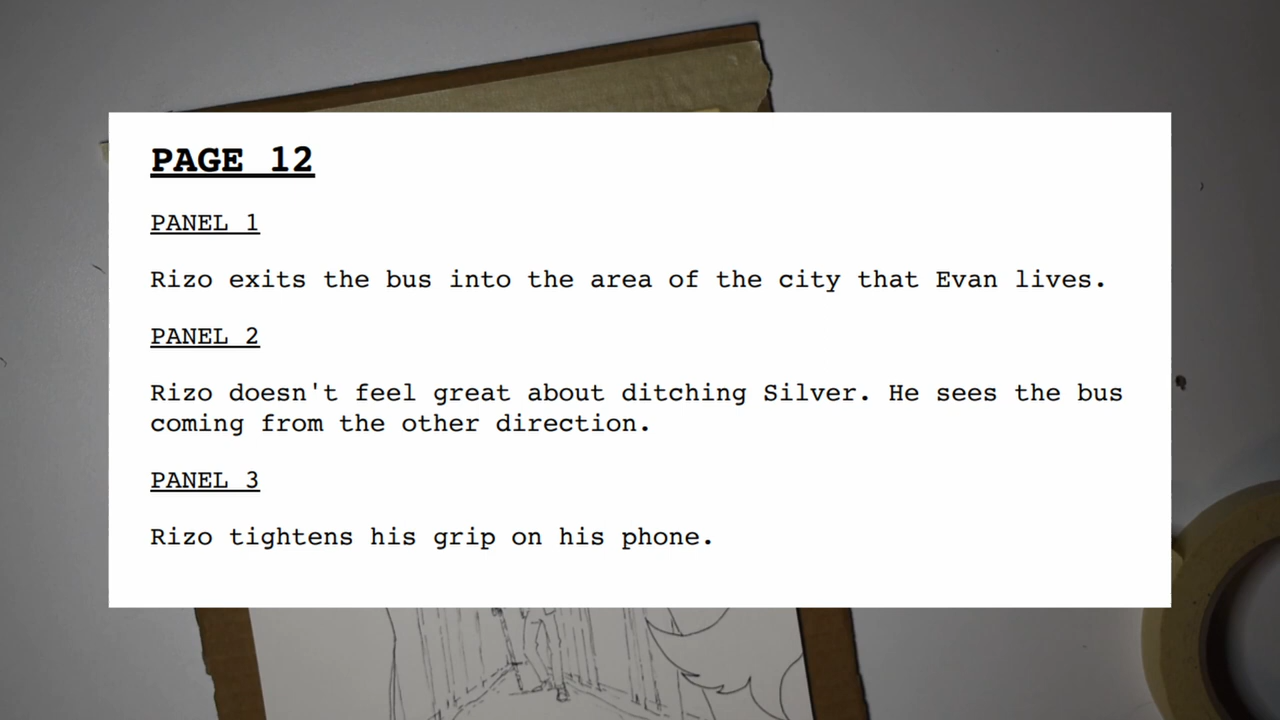 PAGE 12
PANEL 1
Rizo exits the bus into the area of the city that Evan lives.
PANEL 2
Rizo doesn't feel great about ditching Silver. He sees the bus
coming from the other direction.
PANEL 3
Rizo tightens his grip on his phone.